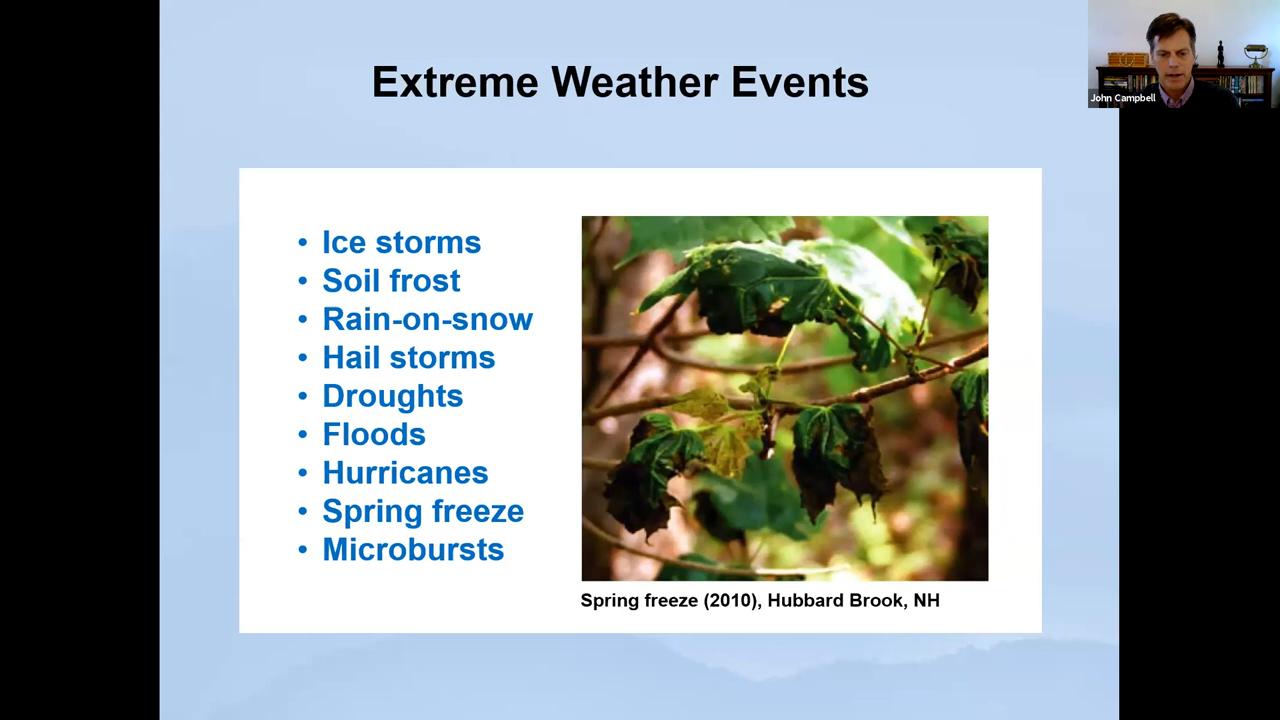 Extreme Weather Events
John Campbell
• Ice storms
• Soil frost
• Rain-on-snow
• Hail storms
• Droughts
• Floods
• Hurricanes
• Spring freeze
• Microbursts
Spring freeze (2010), Hubbard Brook, NH